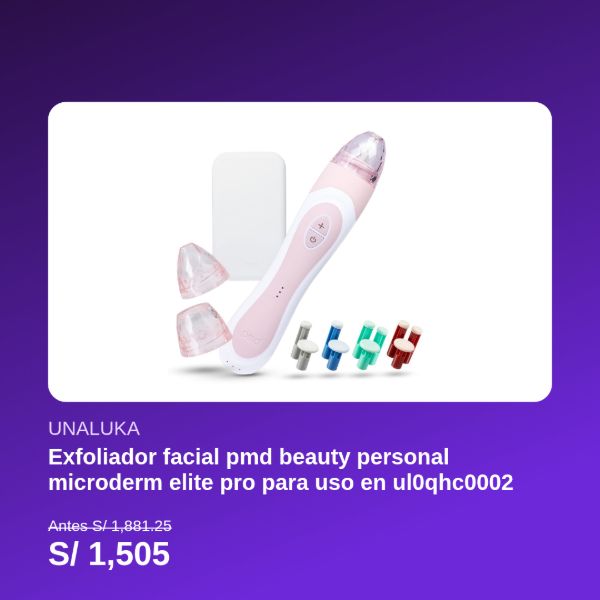 UNALUKA
Exfoliador facial pmd beauty personal
microderm elite pro para uso en ul0qhc0002
Antes S/ 1,881.25
S/ 1,505